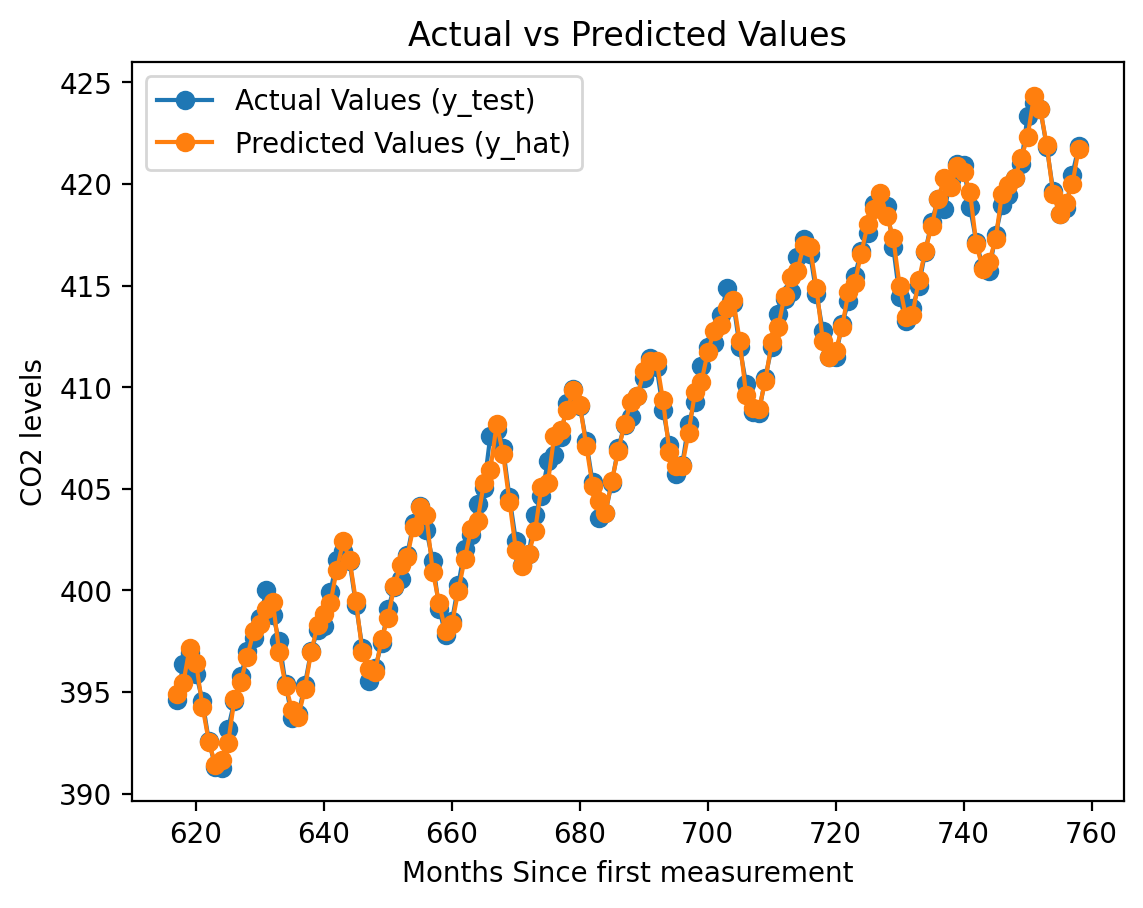 Actual vs Predicted Values
Actual Values (y_test)
Predicted Values (y_hat)
425
420
415
410
405
400
395
390
CO2 levels
620 640 660 680 700 720 740 760
Months Since first measurement